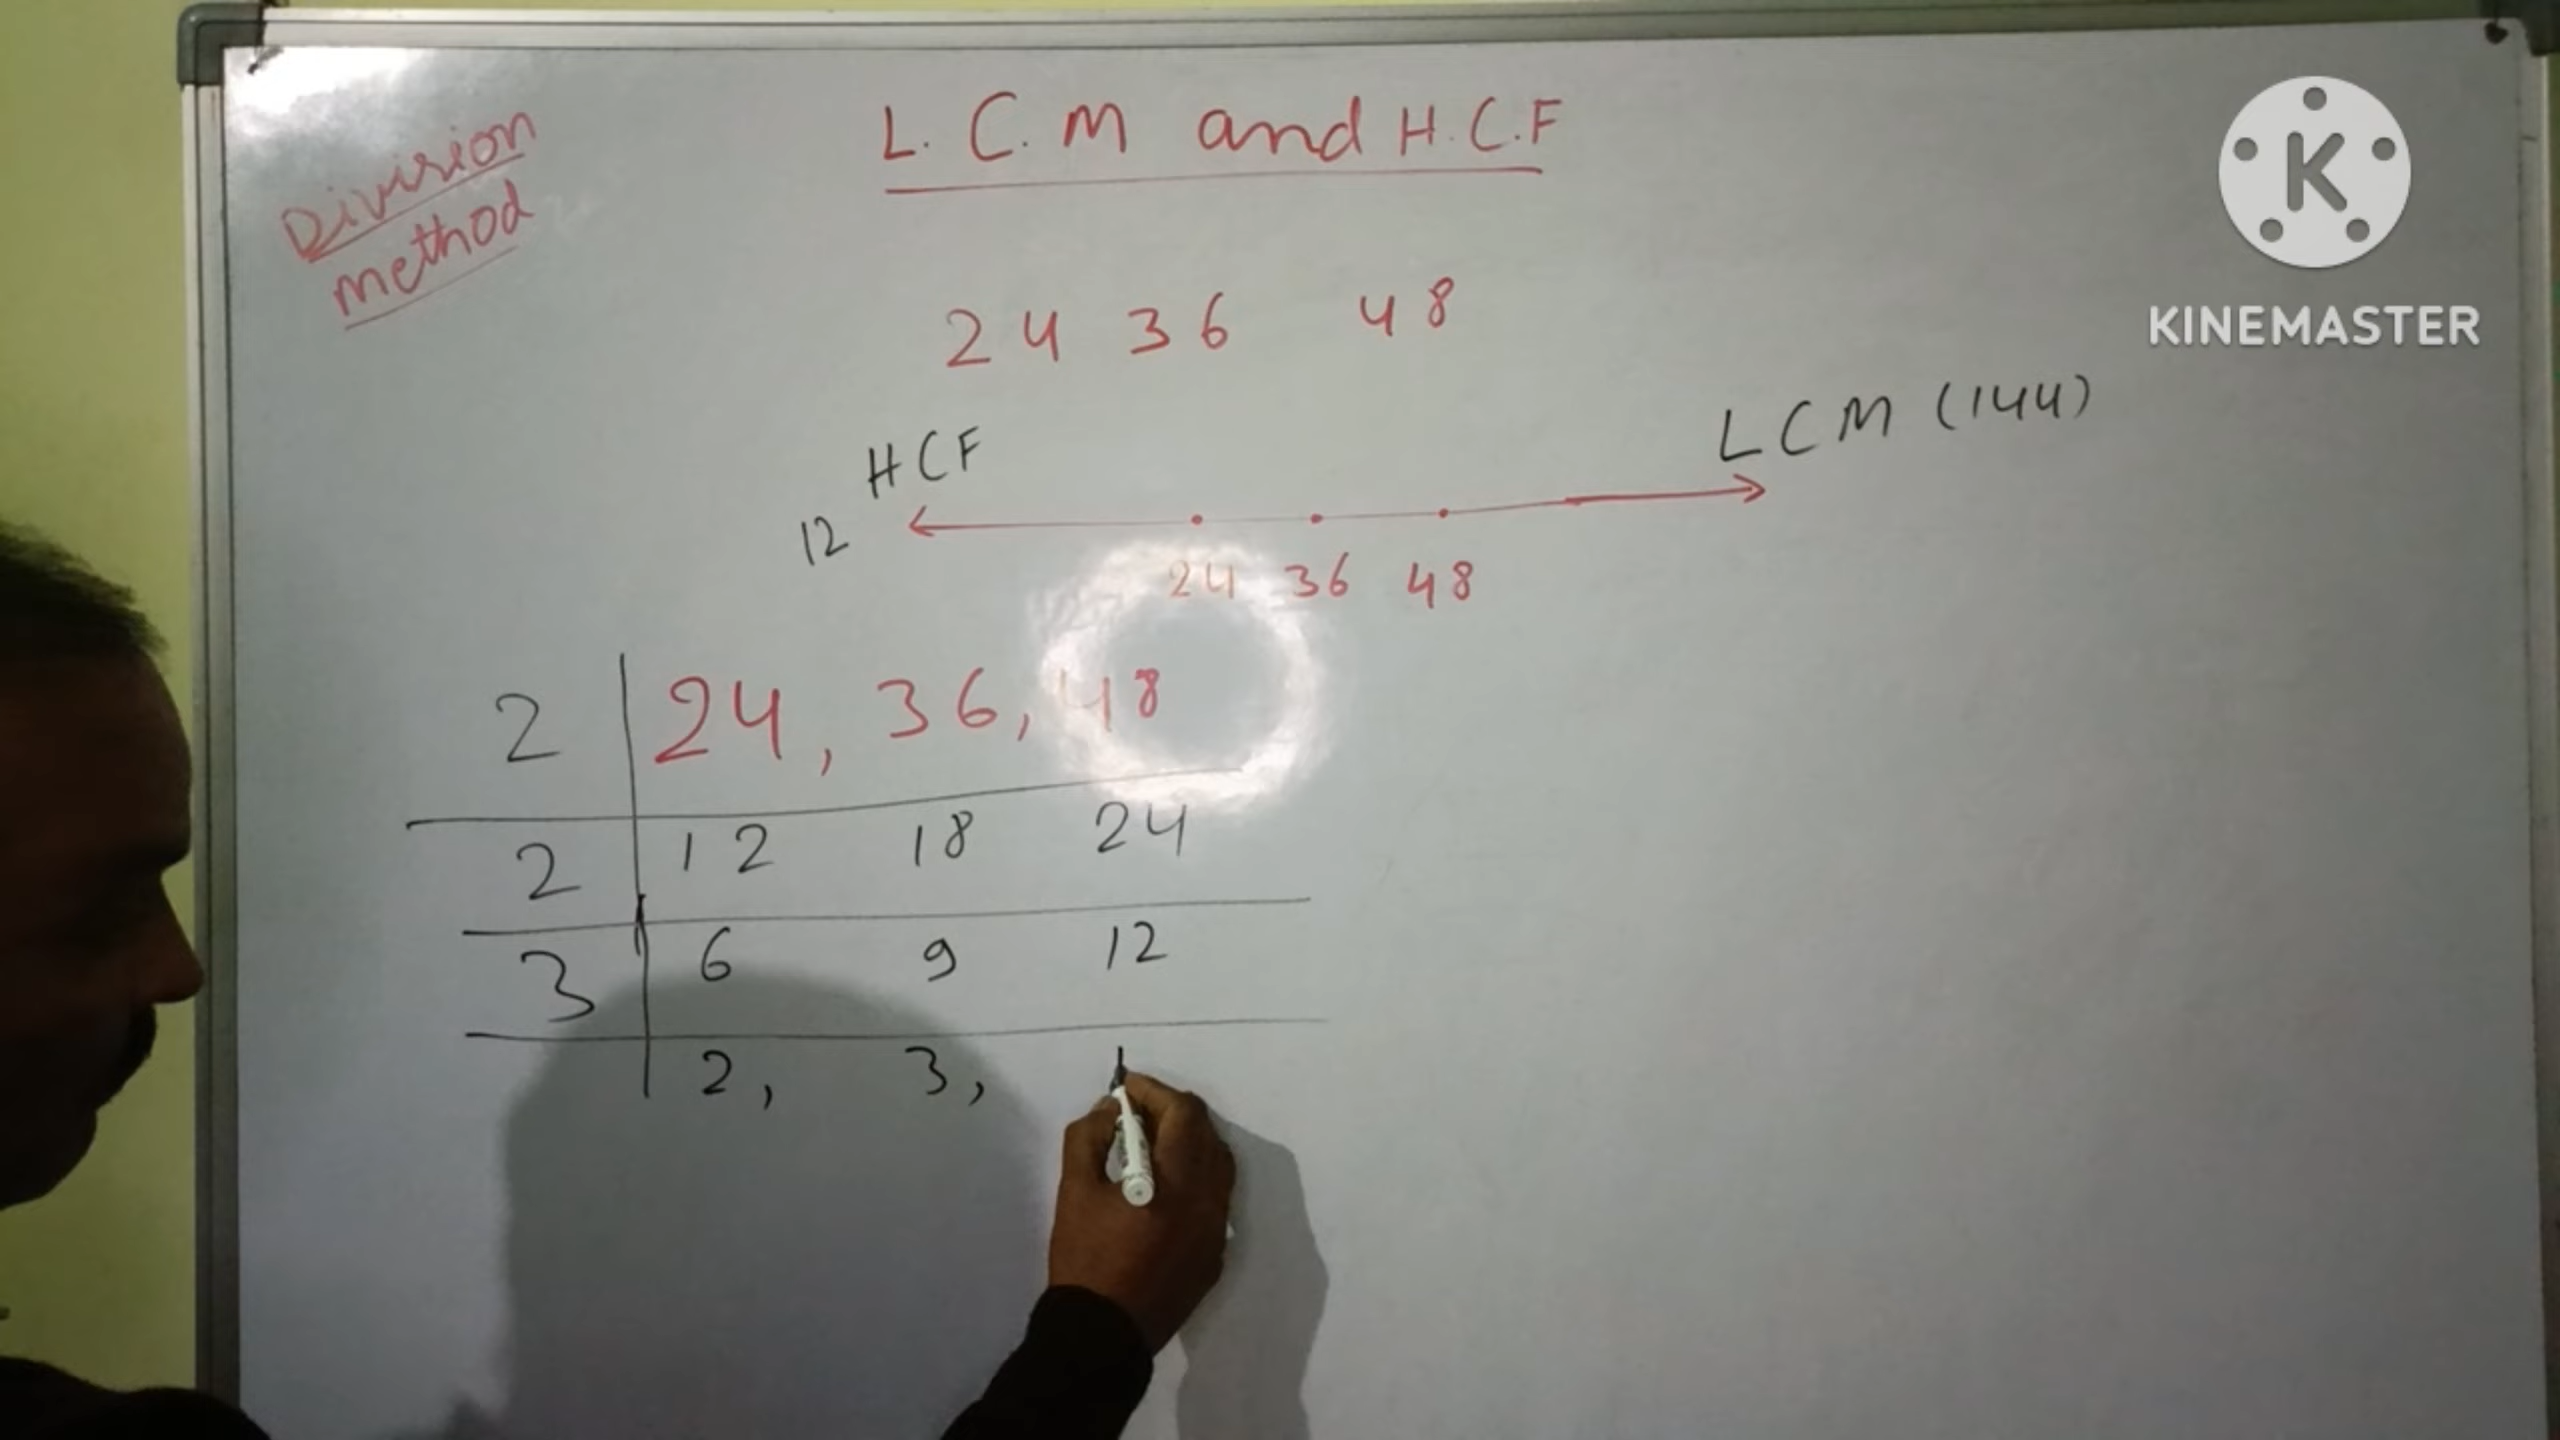 L.C.M and H.C.F
Division
method
24 36 48
HCF
LCM (144)
12
24 36 48
2 24, 36, 48
2 12 18 24
3 6 9 12
2, 3,
K
KINEMASTER